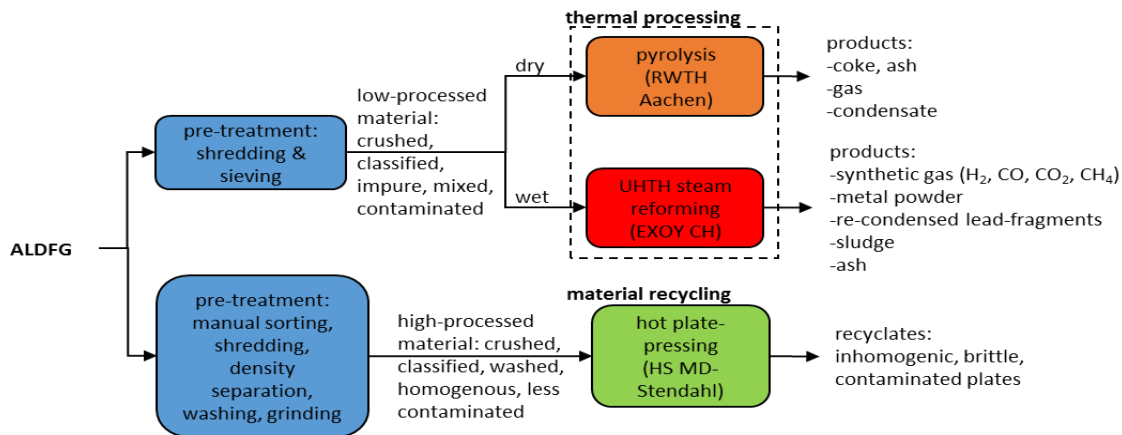 ALDFG
pre-treatment:
shredding &
sieving
low-processed
material:
crushed,
classified,
impure, mixed,
contaminated
dry
wet
thermal processing
pyrolysis
(RWTH
Aachen)
products:
-coke, ash
-gas
-condensate
UHTH steam
reforming
(EXOY CH)
products:
-synthetic gas (H₂, CO, CO₂, CH₄)
-metal powder
-re-condensed lead-fragments
-sludge
-ash
pre-treatment:
manual sorting,
shredding,
density
separation,
washing, grinding
high-processed
material: crushed,
classified, washed,
homogenous, less
contaminated
material recycling
hot plate-
pressing
(HS MD-
Stendahl)
recyclates:
inhomogenic, brittle,
contaminated plates